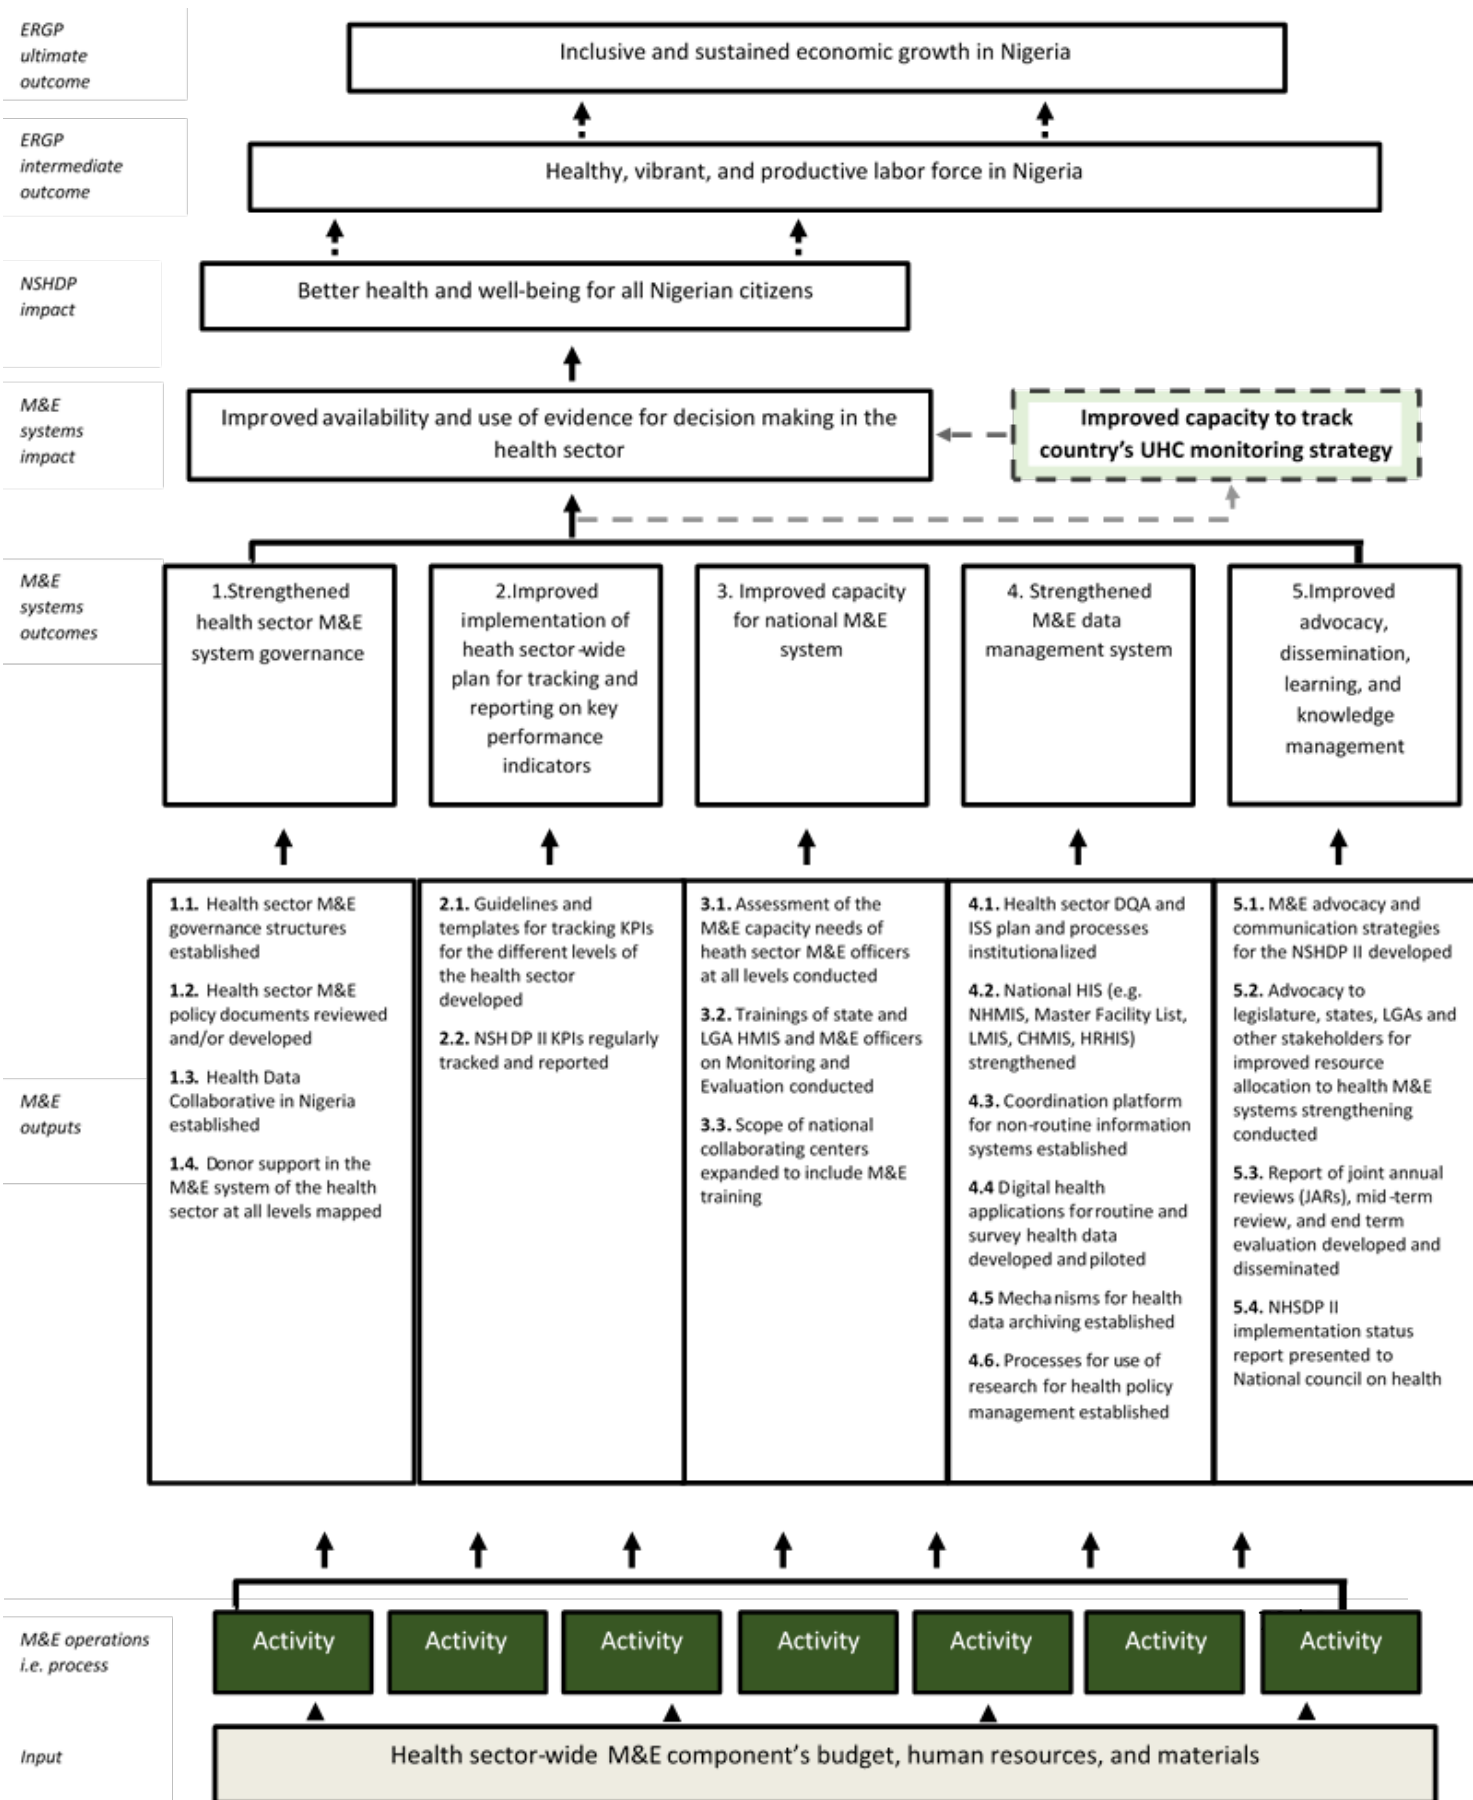 ERGP
ultimate
outcome
Inclusive and sustained economic growth in Nigeria
ERGP
intermediate
outcome
Healthy, vibrant, and productive labor force in Nigeria
NSHDP
impact
Better health and well-being for all Nigerian citizens
M&E
systems
impact
Improved availability and use of evidence for decision making in the
health sector
Improved capacity to track
country's UHC monitoring strategy
M&E
systems
outcomes
1.Strengthened
health sector M&E
system governance
2.Improved
implementation of
heath sector-wide
plan for tracking and
reporting on key
performance
indicators
3. Improved capacity
for national M&E
system
4. Strengthened
M&E data
management system
5.Improved
advocacy,
dissemination,
learning, and
knowledge
management
M&E
outputs
1.1. Health sector M&E
governance structures
established
1.2. Health sector M&E
policy documents reviewed
and/or developed
1.3. Health Data
Collaborative in Nigeria
established
1.4. Donor support in the
M&E system of the health
sector at all levels mapped
2.1. Guidelines and
templates for tracking KPIs
for the different levels of
the health sector
developed
2.2. NSH DP II KPIs regularly
tracked and reported
3.1. Assessment of the
M&E capacity needs of
heath sector M&E officers
at all levels conducted
3.2. Trainings of state and
LGA HMIS and M&E officers
on Monitoring and
Evaluation conducted
3.3. Scope of national
collaborating centers
expanded to include M&E
training
4.1. Health sector DQA and
ISS plan and processes
institutionalized
4.2. National HIS (e.g.
NHMIS, Master Facility List,
LMIS, CHMIS, HRHIS)
strengthened
4.3. Coordination platform
for non-routine information
systems established
4.4 Digital health
applications for routine and
survey health data
developed and piloted
4.5 Mechanisms for health
data archiving established
4.6. Processes for use of
research for health policy
management established
5.1. M&E advocacy and
communication strategies
for the NSHDP II developed
5.2. Advocacy to
legislature, states, LGAs and
other stakeholders for
improved resource
allocation to health M&E
systems strengthening
conducted
5.3. Report of joint annual
reviews (JARs), mid-term
review, and end term
evaluation developed and
disseminated
5.4. NHSDP II
implementation status
report presented to
National council on health
M&E operations
i.e. process
Activity
Activity
Activity
Activity
Activity
Activity
Activity
Input
Health sector-wide M&E component's budget, human resources, and materials